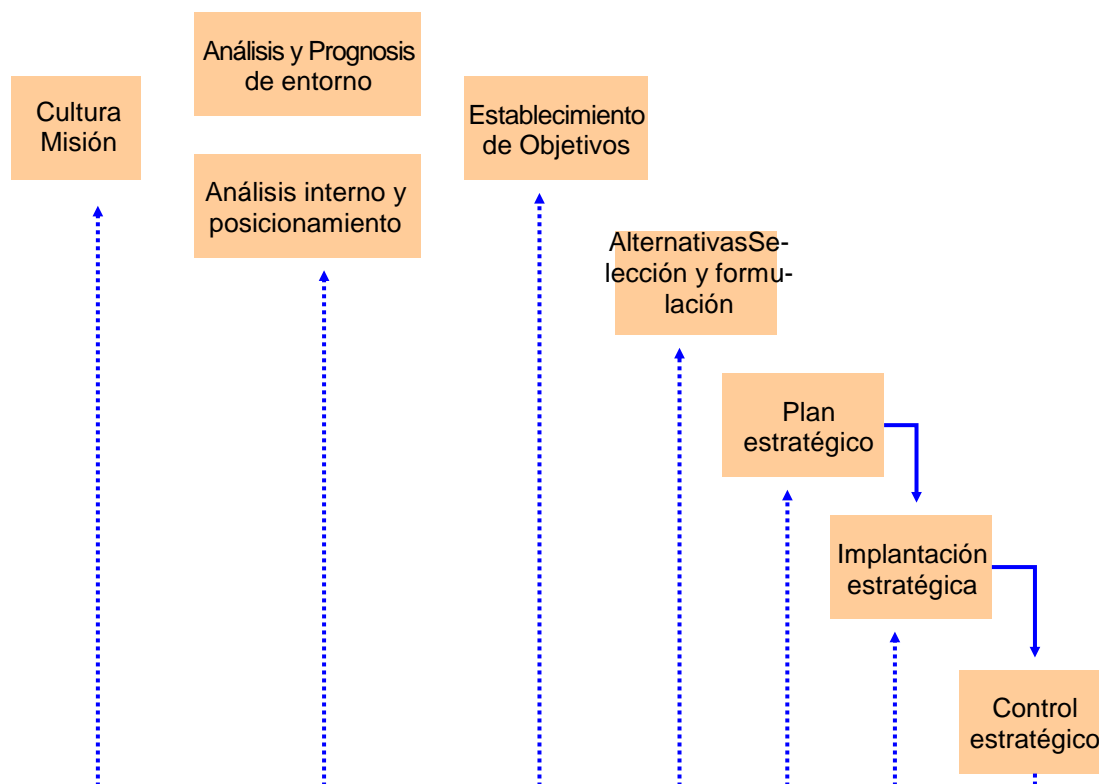 Cultura
Misión
Análisis y Prognosis
de entorno
Análisis interno y
posicionamiento
Establecimiento
de Objetivos
AlternativasSe-
lección y formu-
lación
Plan
estratégico
Implantación
estratégica
Control
estratégico